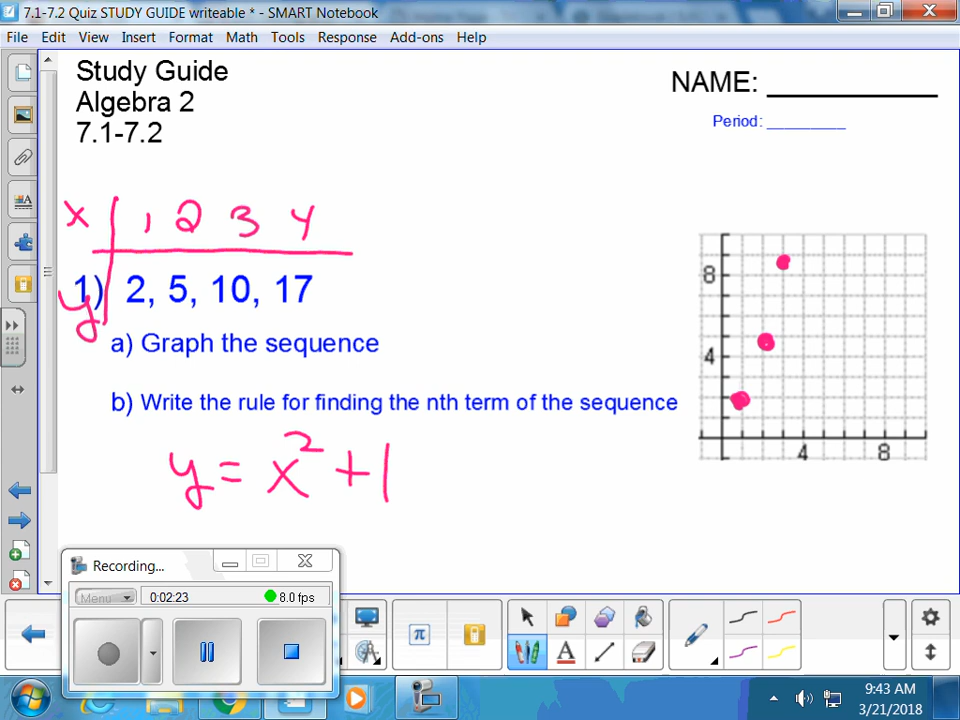 7.1-7.2 Quiz STUDY GUIDE writeable * - SMART Notebook
File Edit View Insert Format Math Tools Response Add-ons Help
Study Guide
Algebra 2
7.1-7.2
NAME: ___________
Period: _________
x 1 2 3 4
y
1) 2, 5, 10, 17
a) Graph the sequence
b) Write the rule for finding the nth term of the sequence
y = x² + 1
8
4
4 8
Recording...
Menu 0:02:23 8.0 fps
π A
9:43 AM
3/21/2018